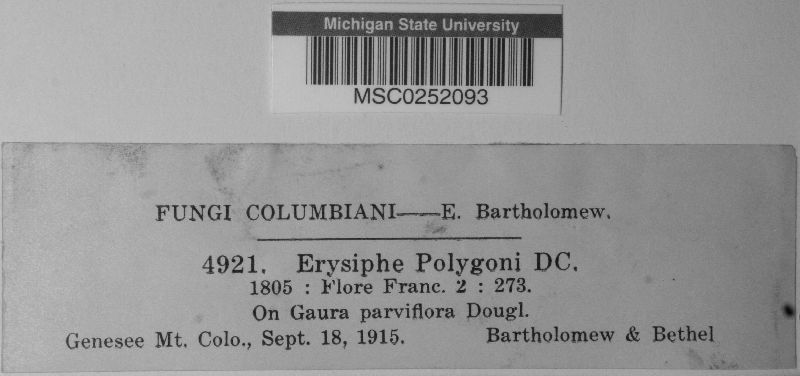 Michigan State University
MSC0252093
FUNGI COLUMBIANI——E. Bartholomew.
4921. Erysiphe Polygoni DC.
1805 : Flore Franc. 2 : 273.
On Gaura parviflora Dougl.
Genesee Mt. Colo., Sept. 18, 1915. Bartholomew & Bethel